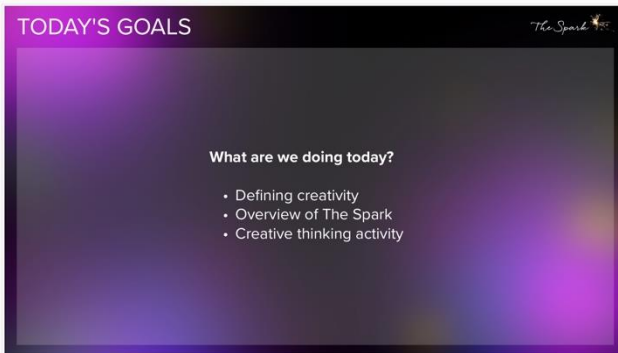 TODAY'S GOALS
The Spark
What are we doing today?
• Defining creativity
• Overview of The Spark
• Creative thinking activity